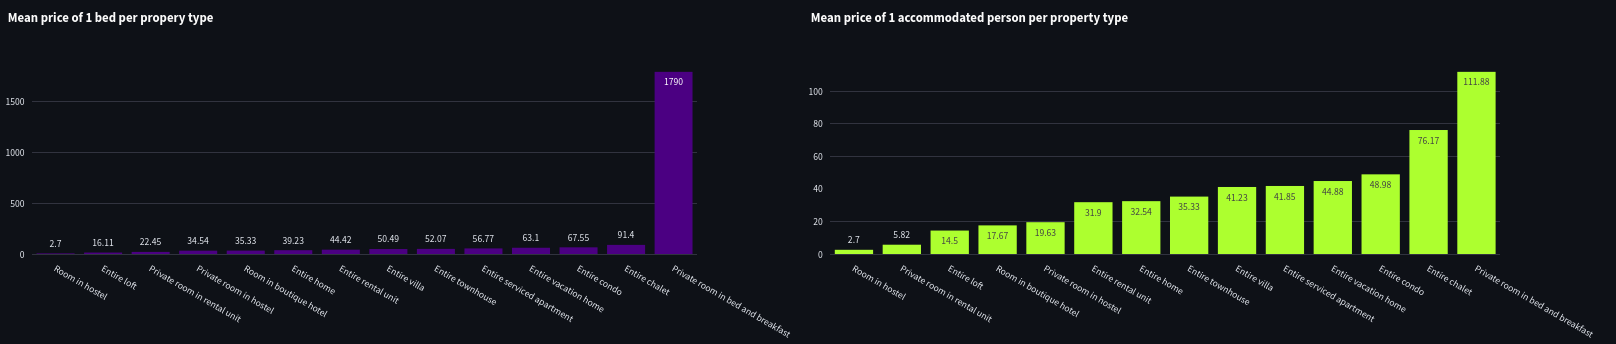 Mean price of 1 bed per propery type
1500
1000
500
0
2.7
16.11
22.45
34.54
35.33
39.23
44.42
50.49
52.07
56.77
63.1
67.55
91.4
1790
Room in hostel
Entire loft
Private room in rental unit
Private room in hostel
Room in boutique hotel
Entire home
Entire rental unit
Entire villa
Entire townhouse
Entire serviced apartment
Entire vacation home
Entire condo
Entire chalet
Private room in bed and breakfast
Mean price of 1 accommodated person per property type
100
80
60
40
20
0
2.7
5.82
14.5
17.67
19.63
31.9
32.54
35.33
41.23
41.85
44.88
48.98
76.17
111.88
Room in hostel
Private room in rental unit
Entire loft
Room in boutique hotel
Private room in hostel
Entire rental unit
Entire home
Entire townhouse
Entire villa
Entire serviced apartment
Entire vacation home
Entire condo
Entire chalet
Private room in bed and breakfast